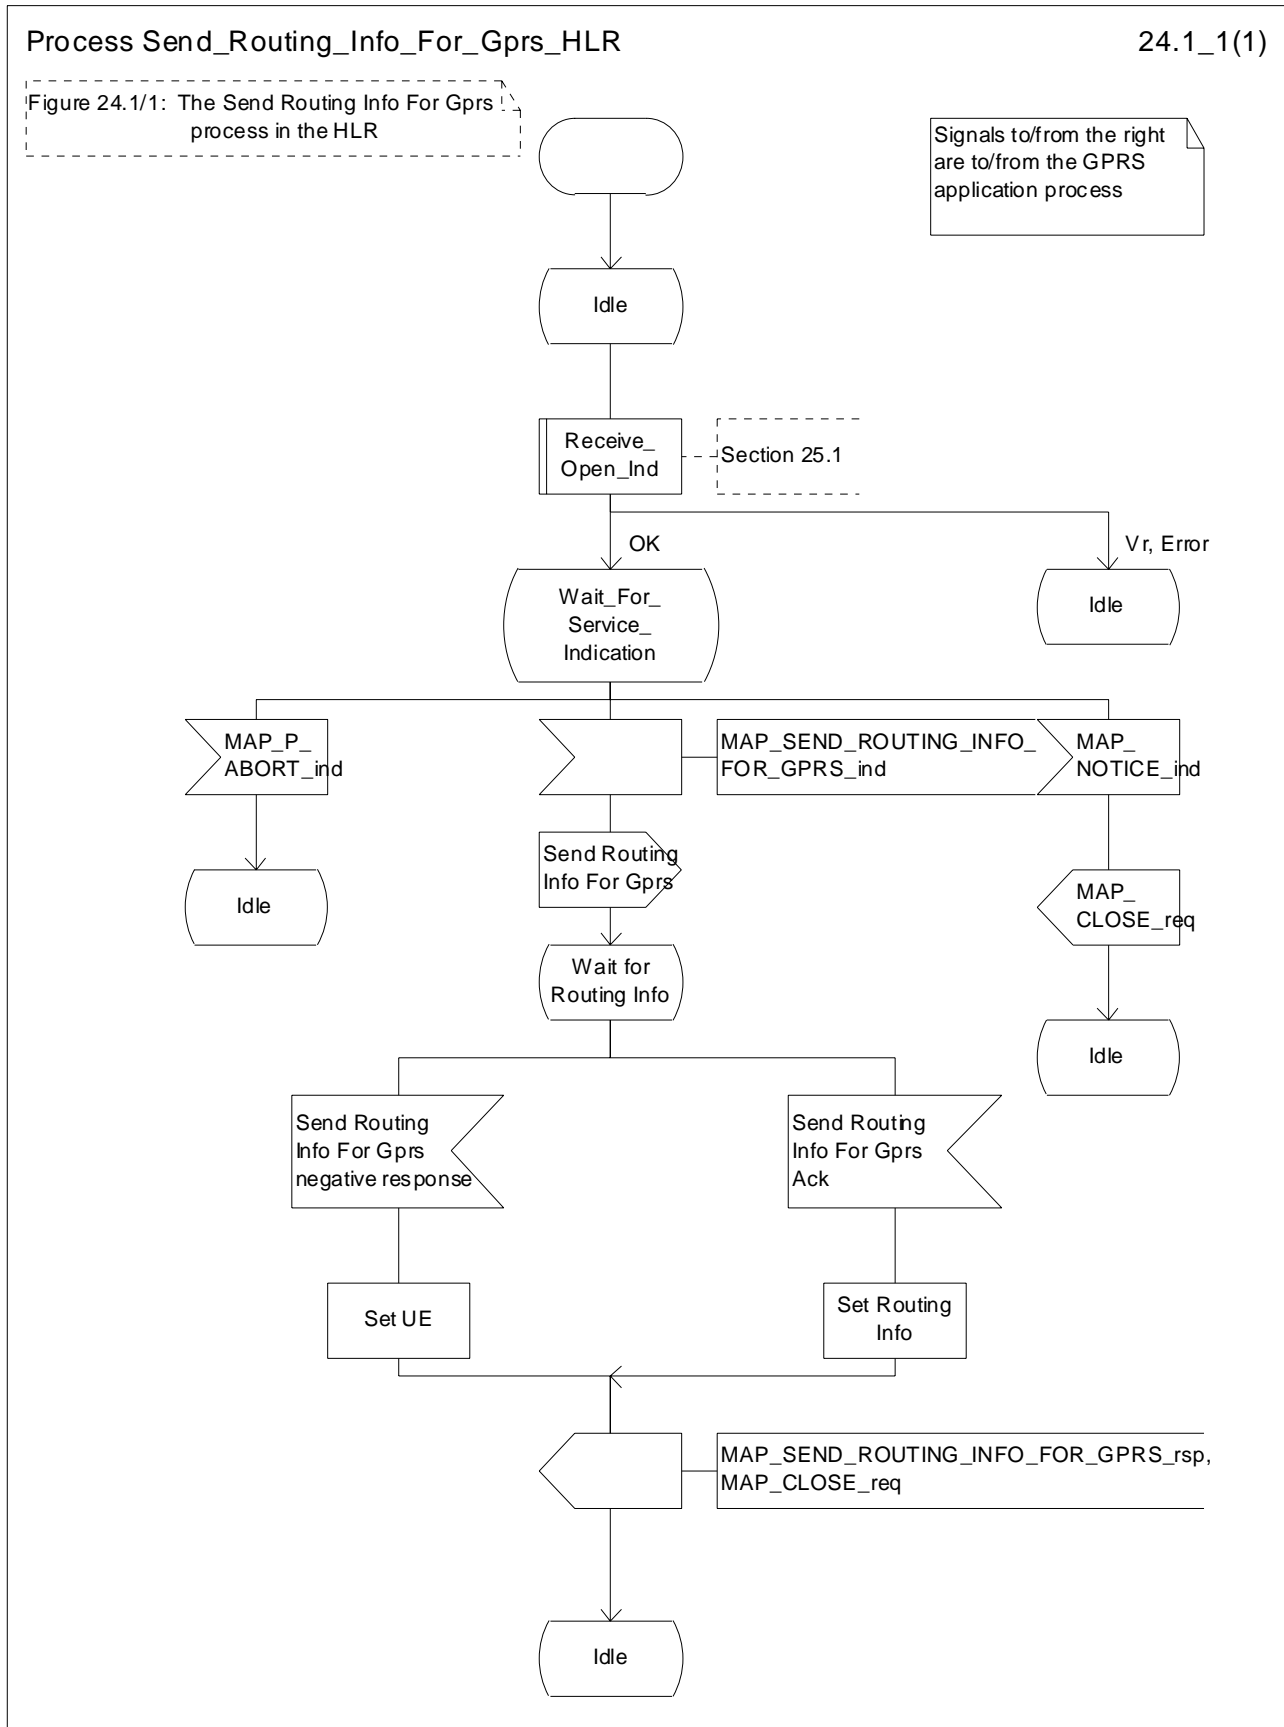 Process Send_Routing_Info_For_Gprs_HLR
24.1_1(1)
Figure 24.1/1: The Send Routing Info For Gprs
process in the HLR
Signals to/from the right
are to/from the GPRS
application process
Idle
Receive_
Open_Ind
Section 25.1
OK
Vr, Error
Wait_For_
Service_
Indication
Idle
MAP_P_
ABORT_ind
MAP_SEND_ROUTING_INFO_
FOR_GPRS_ind
MAP_
NOTICE_ind
Send Routing
Info For Gprs
Idle
MAP_
CLOSE_req
Wait for
Routing Info
Idle
Send Routing
Info For Gprs
negative response
Send Routing
Info For Gprs
Ack
Set UE
Set Routing
Info
MAP_SEND_ROUTING_INFO_FOR_GPRS_rsp,
MAP_CLOSE_req
Idle